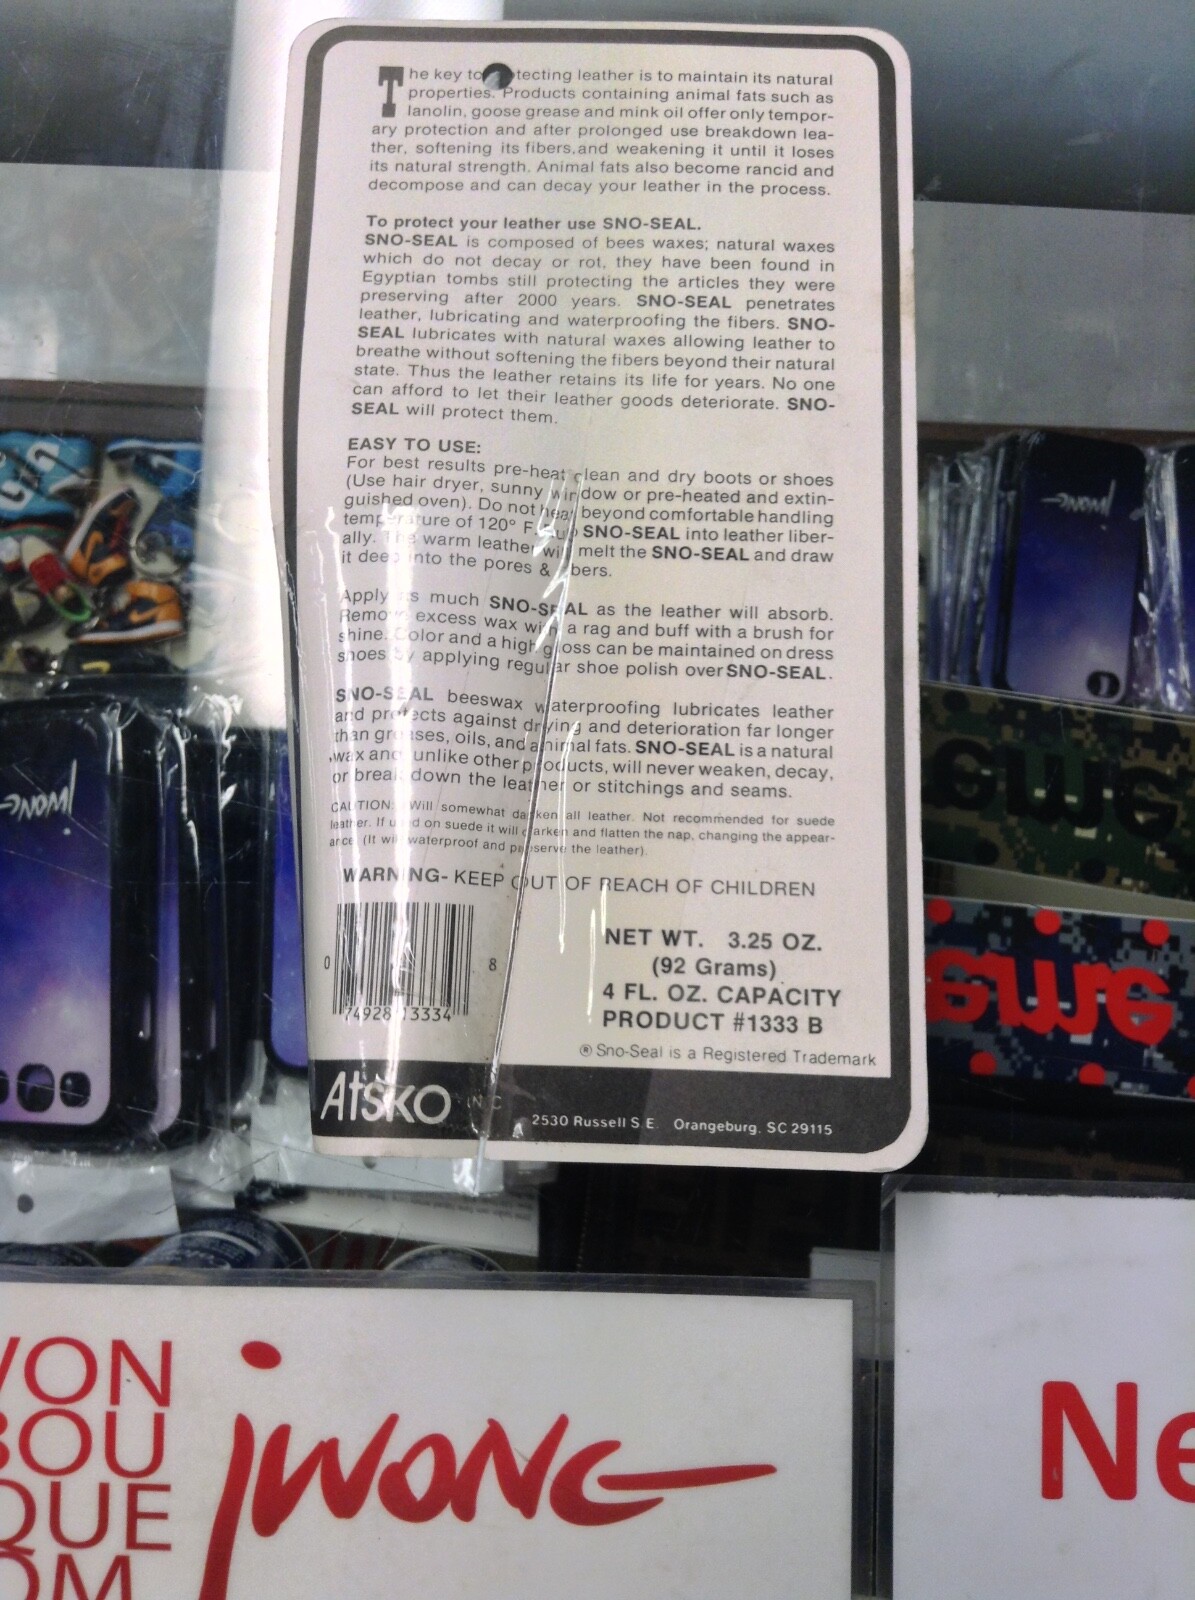 The key to protecting leather is to maintain its natural
properties. Products containing animal fats such as
lanolin, goose grease and mink oil offer only tempor-
ary protection and after prolonged use breakdown lea-
ther, softening its fibers,and weakening it until it loses
its natural strength. Animal fats also become rancid and
decompose and can decay your leather in the process.
To protect your leather use SNO-SEAL.
SNO-SEAL is composed of bees waxes; natural waxes
which do not decay or rot, they have been found in
Egyptian tombs still protecting the articles they were
preserving after 2000 years. SNO-SEAL penetrates
leather, lubricating and waterproofing the fibers. SNO-
SEAL lubricates with natural waxes allowing leather to
breathe without softening the fibers beyond their natural
state. Thus the leather retains its life for years. No one
can afford to let their leather goods deteriorate. SNO-
SEAL will protect them.
EASY TO USE:
For best results pre-heat clean and dry boots or shoes
(Use hair dryer, sunny window or pre-heated and extin-
guished oven). Do not heat beyond comfortable handling
temperature of 120° F. Rub SNO-SEAL into leather liber-
ally. The warm leather will melt the SNO-SEAL and draw
it deep into the pores & fibers.
Apply as much SNO-SEAL as the leather will absorb.
Remove excess wax with a rag and buff with a brush for
shine. Color and a high gloss can be maintained on dress
shoes by applying regular shoe polish over SNO-SEAL.
SNO-SEAL beeswax waterproofing lubricates leather
and protects against drying and deterioration far longer
than greases, oils, and animal fats. SNO-SEAL is a natural
wax and unlike other products, will never weaken, decay,
or break down the leather or stitchings and seams.
CAUTION: Will somewhat darken all leather. Not recommended for suede
leather. If used on suede it will darken and flatten the nap, changing the appear-
ance (It will waterproof and preserve the leather).
WARNING- KEEP OUT OF REACH OF CHILDREN
0 74928 13334 8
NET WT. 3.25 OZ.
(92 Grams)
4 FL. OZ. CAPACITY
PRODUCT #1333 B
® Sno-Seal is a Registered Trademark
Atsko INC
2530 Russell S.E. Orangeburg, SC 29115
jwong
jwong
VON
BOU
QUE
OM
jwong
Ne